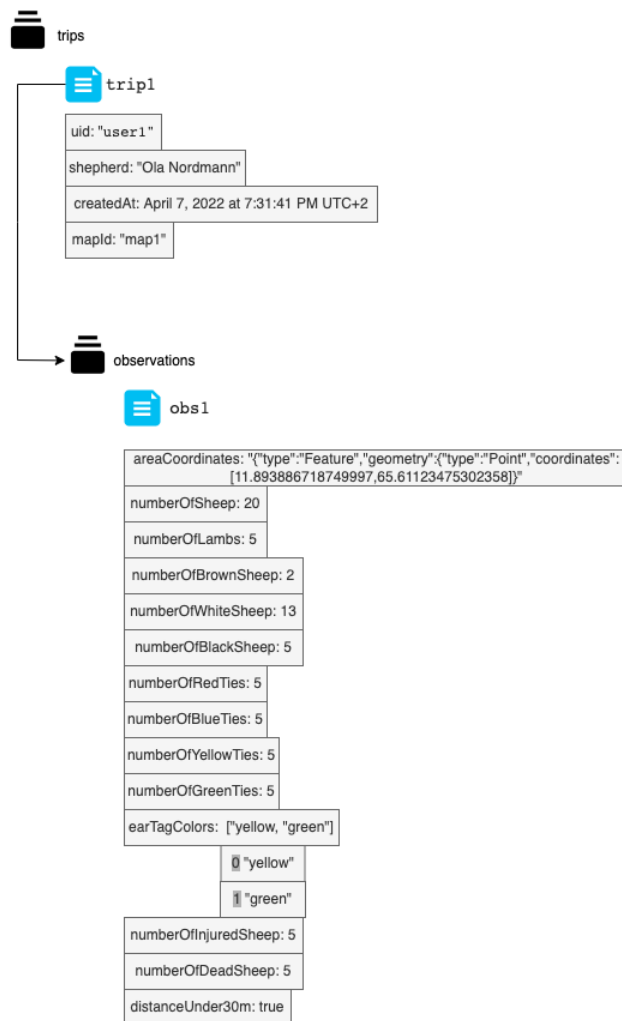 trips
trip1
uid: "user1"
shepherd: "Ola Nordmann"
createdAt: April 7, 2022 at 7:31:41 PM UTC+2
mapId: "map1"
observations
obs1
areaCoordinates: "{"type":"Feature","geometry":{"type":"Point","coordinates":
[11.893886718749997,65.61123475302358]}"
numberOfSheep: 20
numberOfLambs: 5
numberOfBrownSheep: 2
numberOfWhiteSheep: 13
numberOfBlackSheep: 5
numberOfRedTies: 5
numberOfBlueTies: 5
numberOfYellowTies: 5
numberOfGreenTies: 5
earTagColors: ["yellow, "green"]
0 "yellow"
1 "green"
numberOfInjuredSheep: 5
numberOfDeadSheep: 5
distanceUnder30m: true